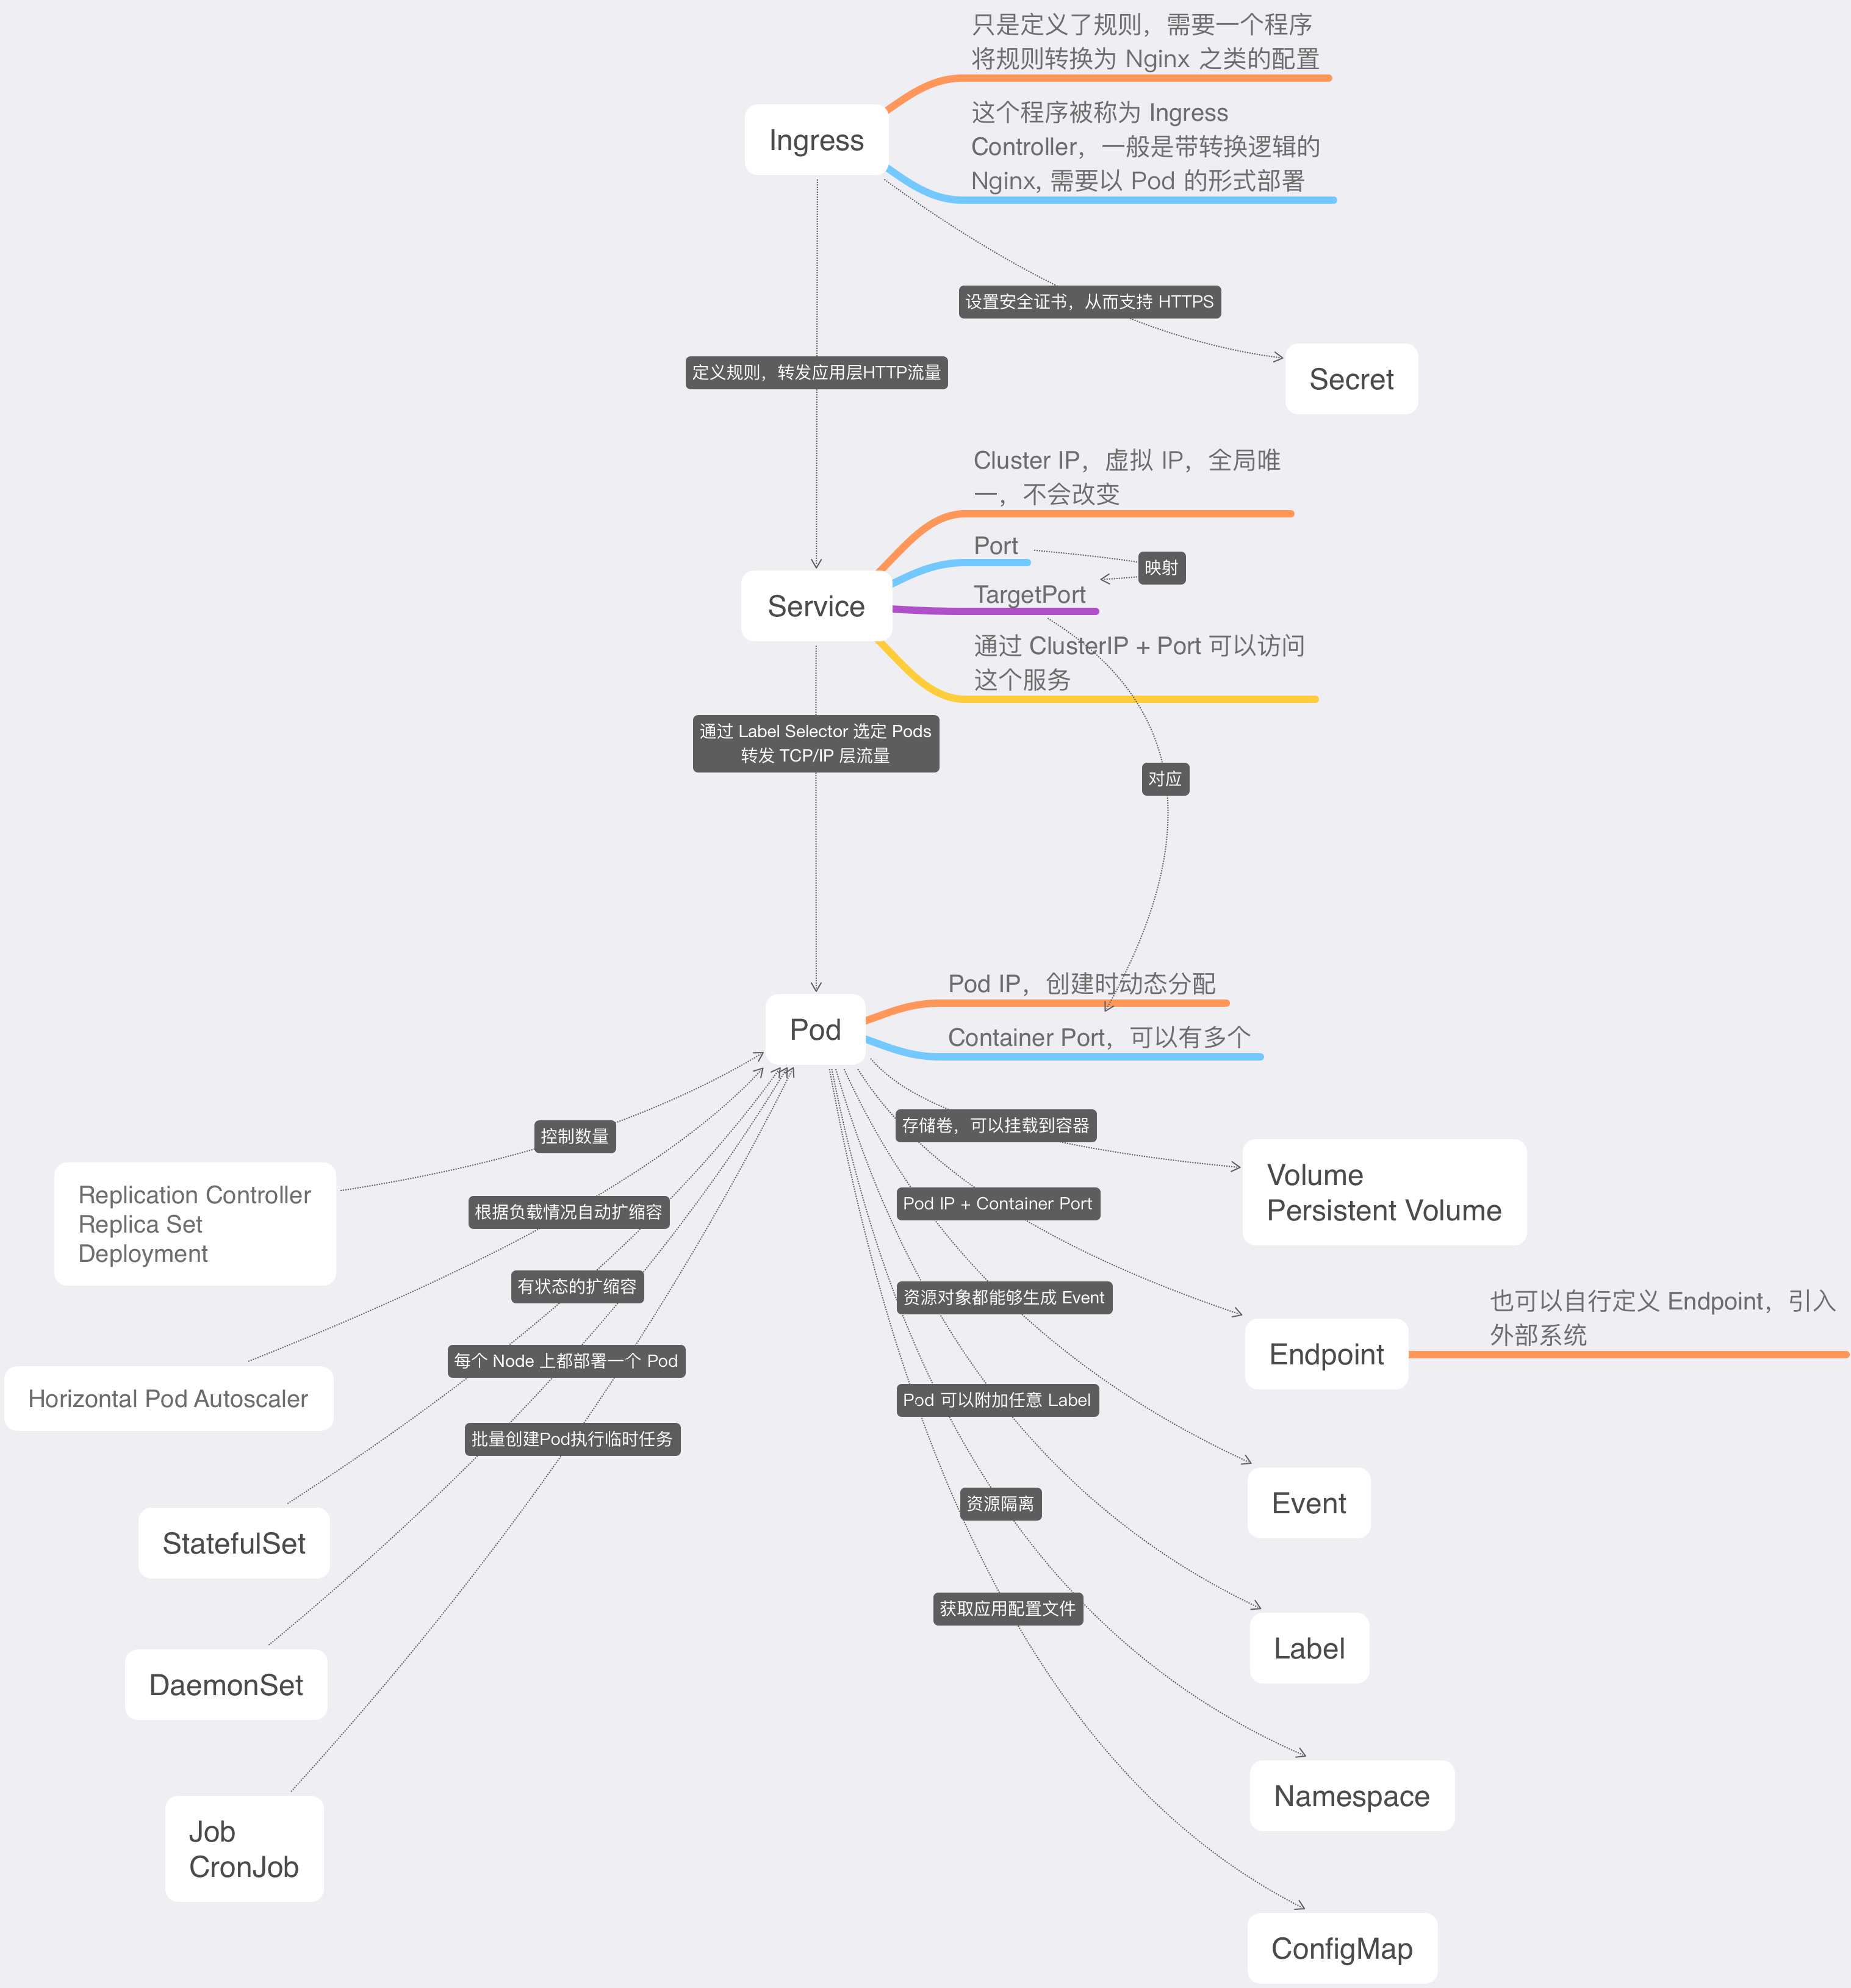 只是定义了规则，需要一个程序
将规则转换为 Nginx 之类的配置
这个程序被称为 Ingress
Controller，一般是带转换逻辑的
Nginx, 需要以 Pod 的形式部署
Ingress
设置安全证书，从而支持 HTTPS
定义规则，转发应用层HTTP流量
Secret
Cluster IP，虚拟 IP，全局唯
一，不会改变
Port
映射
TargetPort
Service
通过 ClusterIP + Port 可以访问
这个服务
通过 Label Selector 选定 Pods
转发 TCP/IP 层流量
对应
Pod IP，创建时动态分配
Pod
Container Port，可以有多个
存储卷，可以挂载到容器
控制数量
Volume
Persistent Volume
Replication Controller
Replica Set
Deployment
Pod IP + Container Port
根据负载情况自动扩缩容
有状态的扩缩容
资源对象都能够生成 Event
也可以自行定义 Endpoint，引入
外部系统
Endpoint
每个 Node 上都部署一个 Pod
Horizontal Pod Autoscaler
Pod 可以附加任意 Label
批量创建Pod执行临时任务
资源隔离
Event
StatefulSet
获取应用配置文件
Label
DaemonSet
Namespace
Job
CronJob
ConfigMap